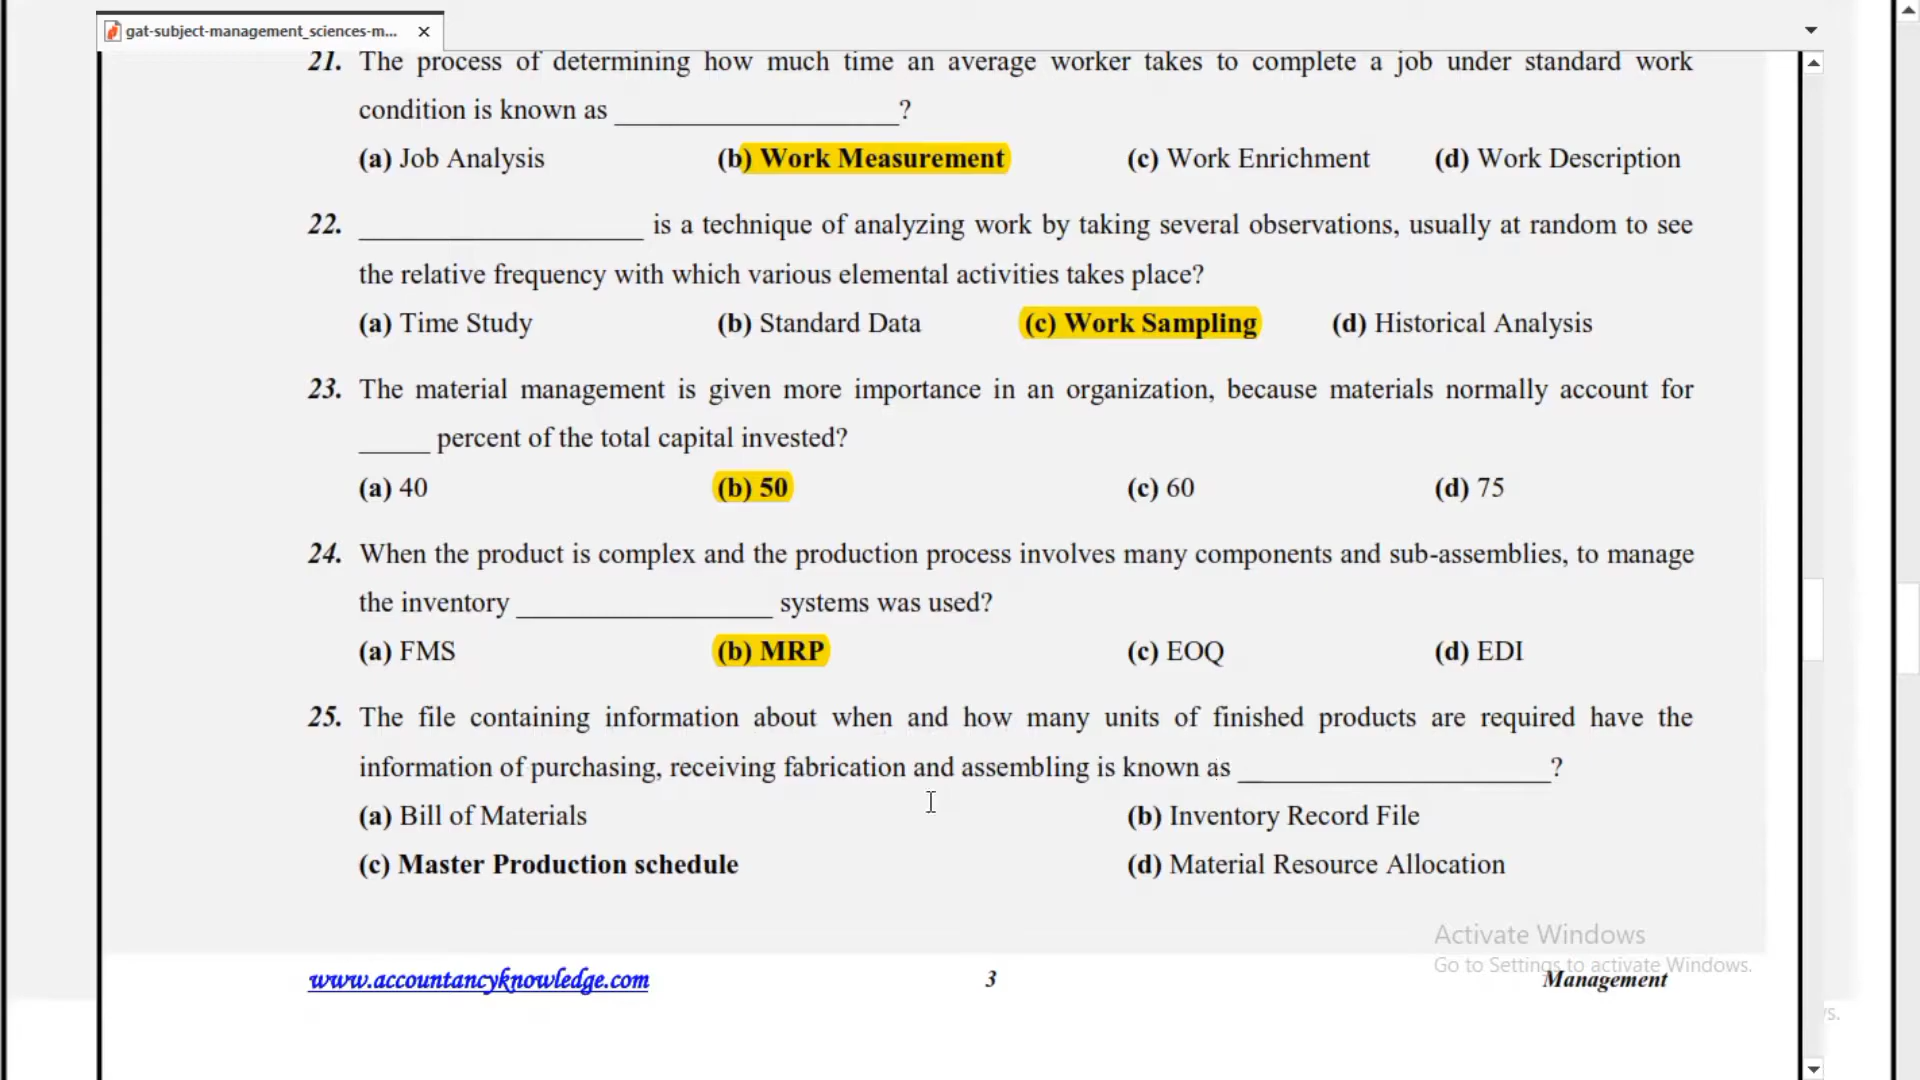 gat-subject-management_sciences-m...
21. The process of determining how much time an average worker takes to complete a job under standard work
condition is known as ____________________?
(a) Job Analysis (b) Work Measurement (c) Work Enrichment (d) Work Description
22. ____________________ is a technique of analyzing work by taking several observations, usually at random to see
the relative frequency with which various elemental activities takes place?
(a) Time Study (b) Standard Data (c) Work Sampling (d) Historical Analysis
23. The material management is given more importance in an organization, because materials normally account for
_____ percent of the total capital invested?
(a) 40 (b) 50 (c) 60 (d) 75
24. When the product is complex and the production process involves many components and sub-assemblies, to manage
the inventory __________________ systems was used?
(a) FMS (b) MRP (c) EOQ (d) EDI
25. The file containing information about when and how many units of finished products are required have the
information of purchasing, receiving fabrication and assembling is known as ______________________?
(a) Bill of Materials (b) Inventory Record File
(c) Master Production schedule (d) Material Resource Allocation
Activate Windows
Go to Settings to activate Windows.
www.accountancyknowledge.com 3 Management